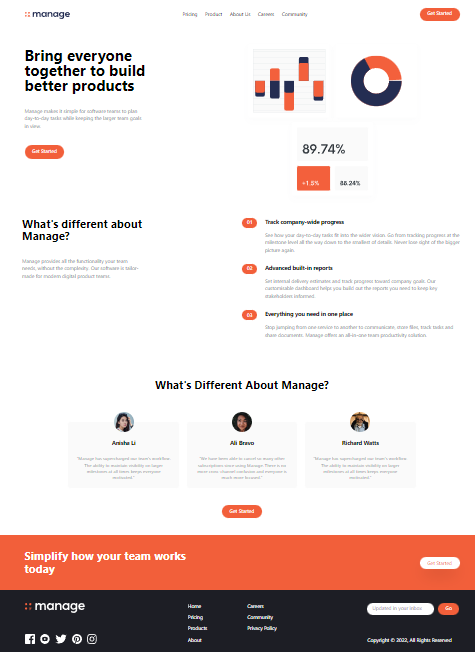 manage
Pricing Product About Us Careers Community
Get Started
Bring everyone
together to build
better products
Manage makes it simple for software teams to plan
day-to-day tasks while keeping the larger team goals
in view.
Get Started
89.74%
+1.5%
88.24%
What's different about
Manage?
Manage provides all the functionality your team
needs, without the complexity. Our software is tailor-
made for modern digital product teams
01
Track company-wide progress
See how your day-to-day tasks fit into the wider vision. Go from tracking progress at the
milestone level all the way down to the smallest of details. Never lose sight of the bigger
picture again.
02
Advanced built-in reports
Set internal delivery estimates and track progress toward company goals. Our
customisable dashboard helps you build out the reports you need to keep key
stakeholders informed.
03
Everything you need in one place
Stop jumping from one service to another to communicate, store files, track tasks and
share documents. Manage offers an all-in-one team productivity solution.
What's Different About Manage?
Anisha Li
"Manage has supercharged our team's workflow.
The ability to maintain visibility on larger
milestones at all times keeps everyone
motivated."
Ali Bravo
"We have been able to cancel so many other
subscriptions since using Manage. There is no
more cross-channel confusion and everyone is
much more focused."
Richard Watts
"Manage has supercharged our team's workflow.
The ability to maintain visibility on larger
milestones at all times keeps everyone
motivated."
Get Started
Simplify how your team works
today
Get Started
manage
Home
Pricing
Products
About
Careers
Community
Privacy Policy
Updated in your inbox
Go
Copyright © 2022, All Rights Reserved